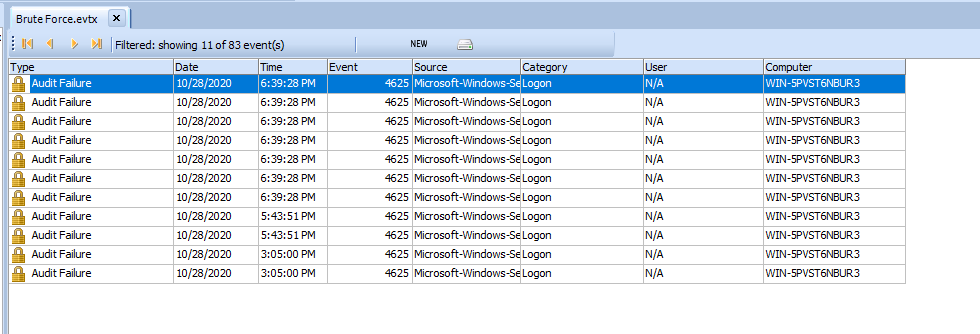 Brute Force.evtx
Filtered: showing 11 of 83 event(s) NEW
Type Date Time Event Source Category User Computer
Audit Failure 10/28/2020 6:39:28 PM 4625 Microsoft-Windows-Se Logon N/A WIN-5PVST6NBUR3
Audit Failure 10/28/2020 6:39:28 PM 4625 Microsoft-Windows-Se Logon N/A WIN-5PVST6NBUR3
Audit Failure 10/28/2020 6:39:28 PM 4625 Microsoft-Windows-Se Logon N/A WIN-5PVST6NBUR3
Audit Failure 10/28/2020 6:39:28 PM 4625 Microsoft-Windows-Se Logon N/A WIN-5PVST6NBUR3
Audit Failure 10/28/2020 6:39:28 PM 4625 Microsoft-Windows-Se Logon N/A WIN-5PVST6NBUR3
Audit Failure 10/28/2020 6:39:28 PM 4625 Microsoft-Windows-Se Logon N/A WIN-5PVST6NBUR3
Audit Failure 10/28/2020 6:39:28 PM 4625 Microsoft-Windows-Se Logon N/A WIN-5PVST6NBUR3
Audit Failure 10/28/2020 5:43:51 PM 4625 Microsoft-Windows-Se Logon N/A WIN-5PVST6NBUR3
Audit Failure 10/28/2020 5:43:51 PM 4625 Microsoft-Windows-Se Logon N/A WIN-5PVST6NBUR3
Audit Failure 10/28/2020 3:05:00 PM 4625 Microsoft-Windows-Se Logon N/A WIN-5PVST6NBUR3
Audit Failure 10/28/2020 3:05:00 PM 4625 Microsoft-Windows-Se Logon N/A WIN-5PVST6NBUR3